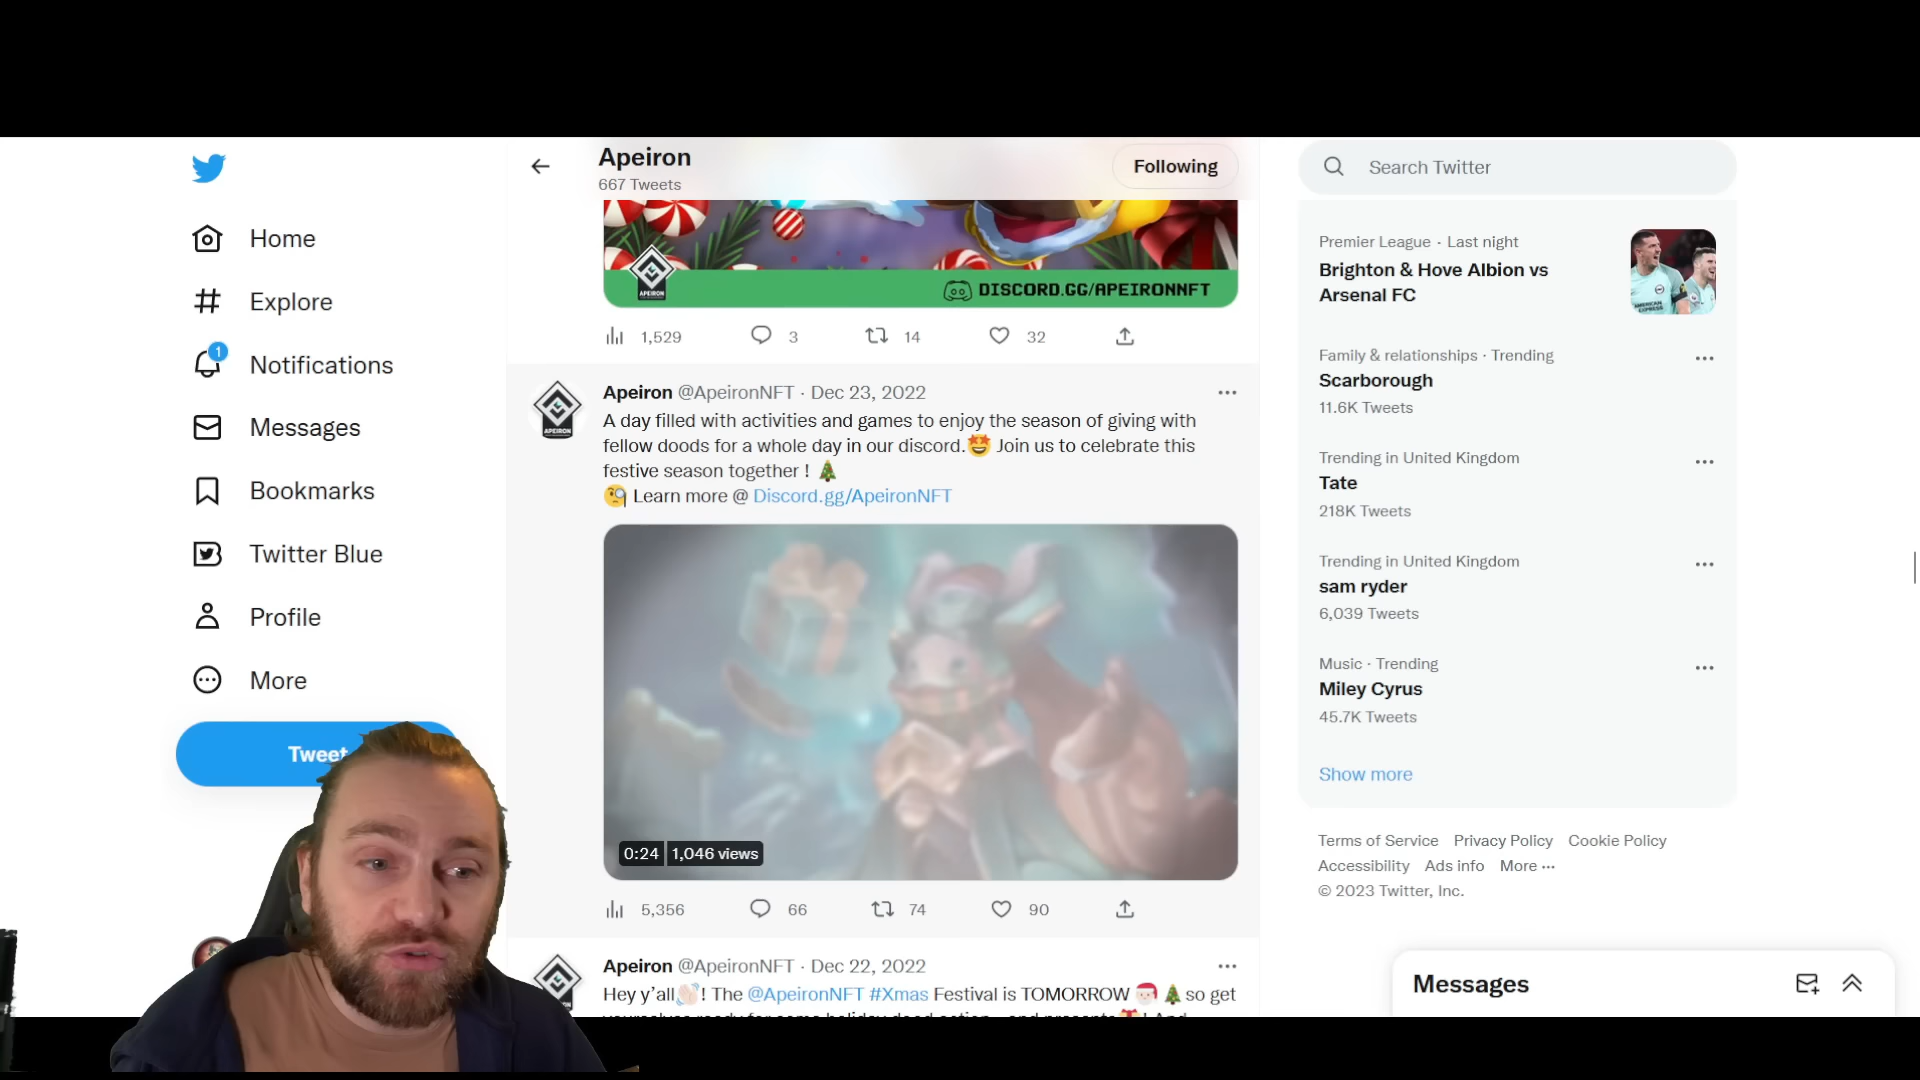 Home
Explore
1
Notifications
Messages
Bookmarks
Twitter Blue
Profile
More
Tweet
Apeiron
667 Tweets
Following
APEIRON
DISCORD.GG/APEIRONNFT
1,529
3
14
32
APEIRON
Apeiron @ApeironNFT · Dec 23, 2022
A day filled with activities and games to enjoy the season of giving with
fellow doods for a whole day in our discord.🤩 Join us to celebrate this
festive season together ! 🎄
🧐 Learn more @ Discord.gg/ApeironNFT
0:24 1,046 views
5,356
66
74
90
Apeiron @ApeironNFT · Dec 22, 2022
Hey y’all👋🏻! The @ApeironNFT #Xmas Festival is TOMORROW 🎅🎄so get
Search Twitter
Premier League · Last night
Brighton & Hove Albion vs
Arsenal FC
AMERICAN
EXPRESS
Family & relationships · Trending
Scarborough
11.6K Tweets
Trending in United Kingdom
Tate
218K Tweets
Trending in United Kingdom
sam ryder
6,039 Tweets
Music · Trending
Miley Cyrus
45.7K Tweets
Show more
Terms of Service Privacy Policy Cookie Policy
Accessibility Ads info More ···
© 2023 Twitter, Inc.
Messages